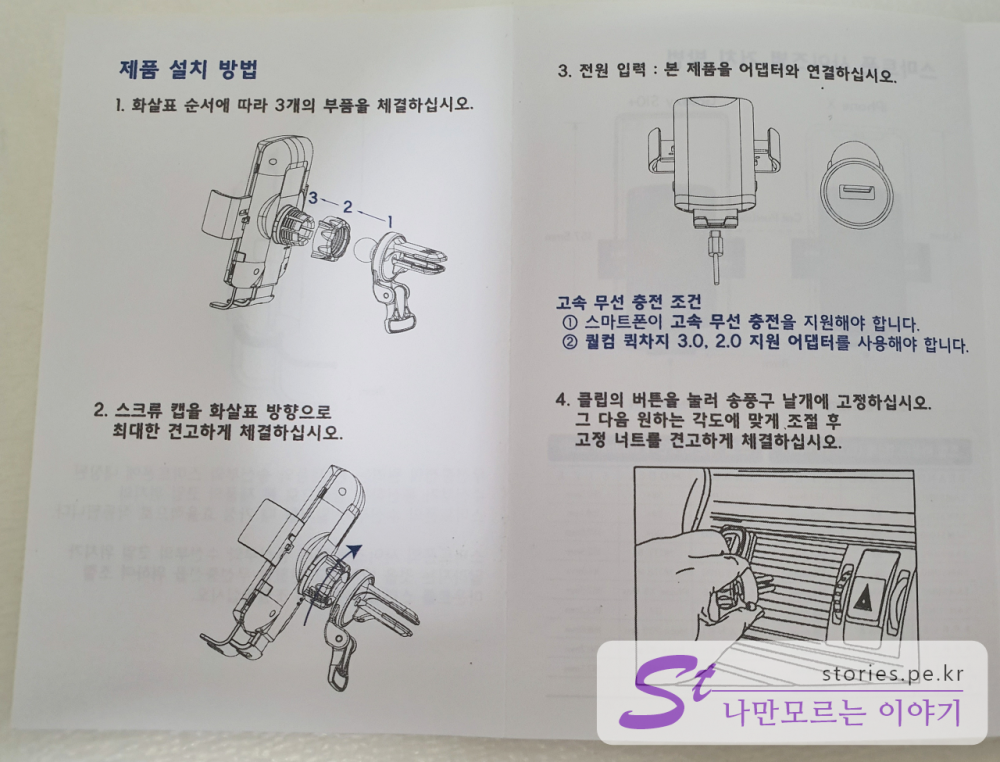 제품 설치 방법
1. 화살표 순서에 따라 3개의 부품을 체결하십시오.
3 2 1
2. 스크류 캡을 화살표 방향으로
최대한 견고하게 체결하십시오.
3. 전원 입력 : 본 제품을 어댑터와 연결하십시오.
고속 무선 충전 조건
① 스마트폰이 고속 무선 충전을 지원해야 합니다.
② 퀄컴 퀵차지 3.0, 2.0 지원 어댑터를 사용해야 합니다.
4. 클립의 버튼을 눌러 송풍구 날개에 고정하십시오.
그 다음 원하는 각도에 맞게 조절 후
고정 너트를 견고하게 체결하십시오.
St
stories.pe.kr
나만모르는 이야기